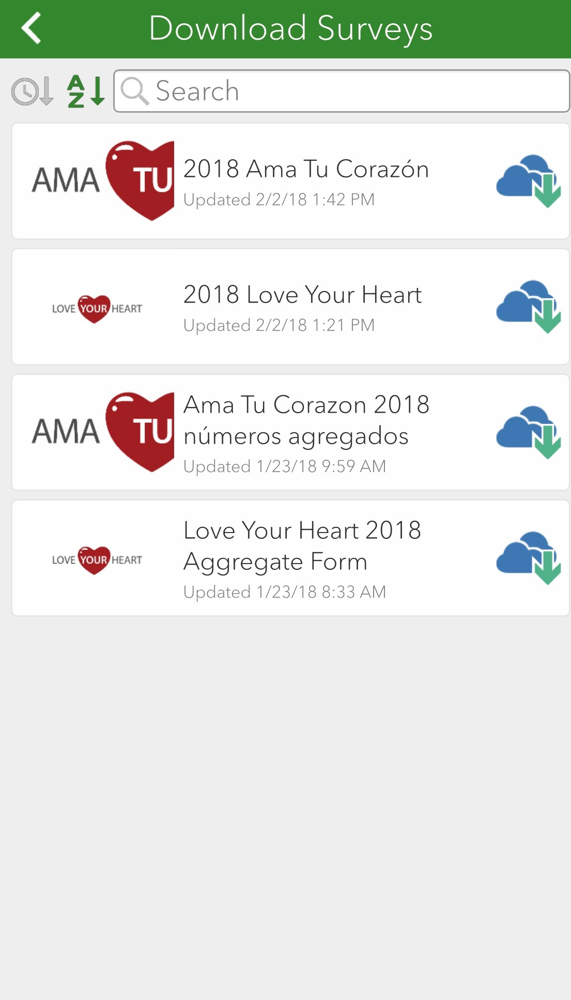 Download Surveys
A
Z
Search
AMA TU
2018 Ama Tu Corazón
Updated 2/2/18 1:42 PM
LOVE YOUR HEART
2018 Love Your Heart
Updated 2/2/18 1:21 PM
AMA TU
Ama Tu Corazon 2018
números agregados
Updated 1/23/18 9:59 AM
LOVE YOUR HEART
Love Your Heart 2018
Aggregate Form
Updated 1/23/18 8:33 AM